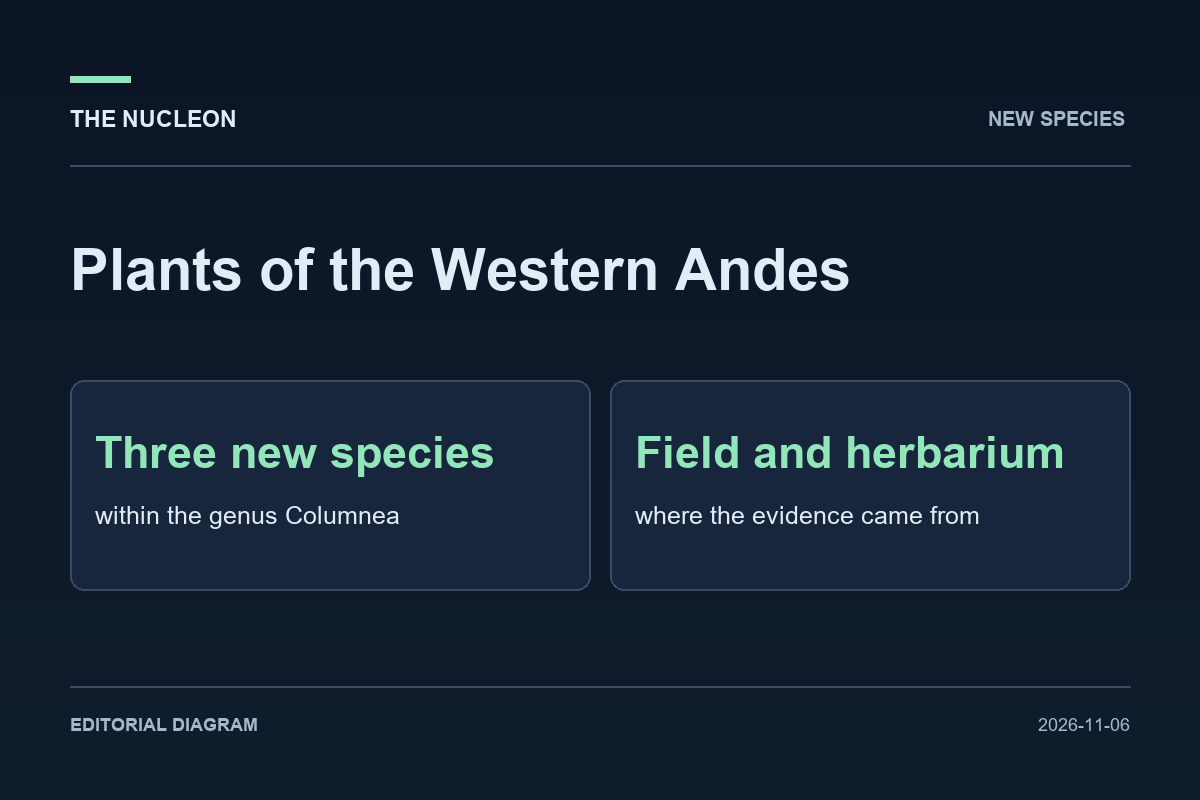 THE NUCLEON
NEW SPECIES
Plants of the Western Andes
Three new species
within the genus Columnea
Field and herbarium
where the evidence came from
EDITORIAL DIAGRAM
2026-11-06